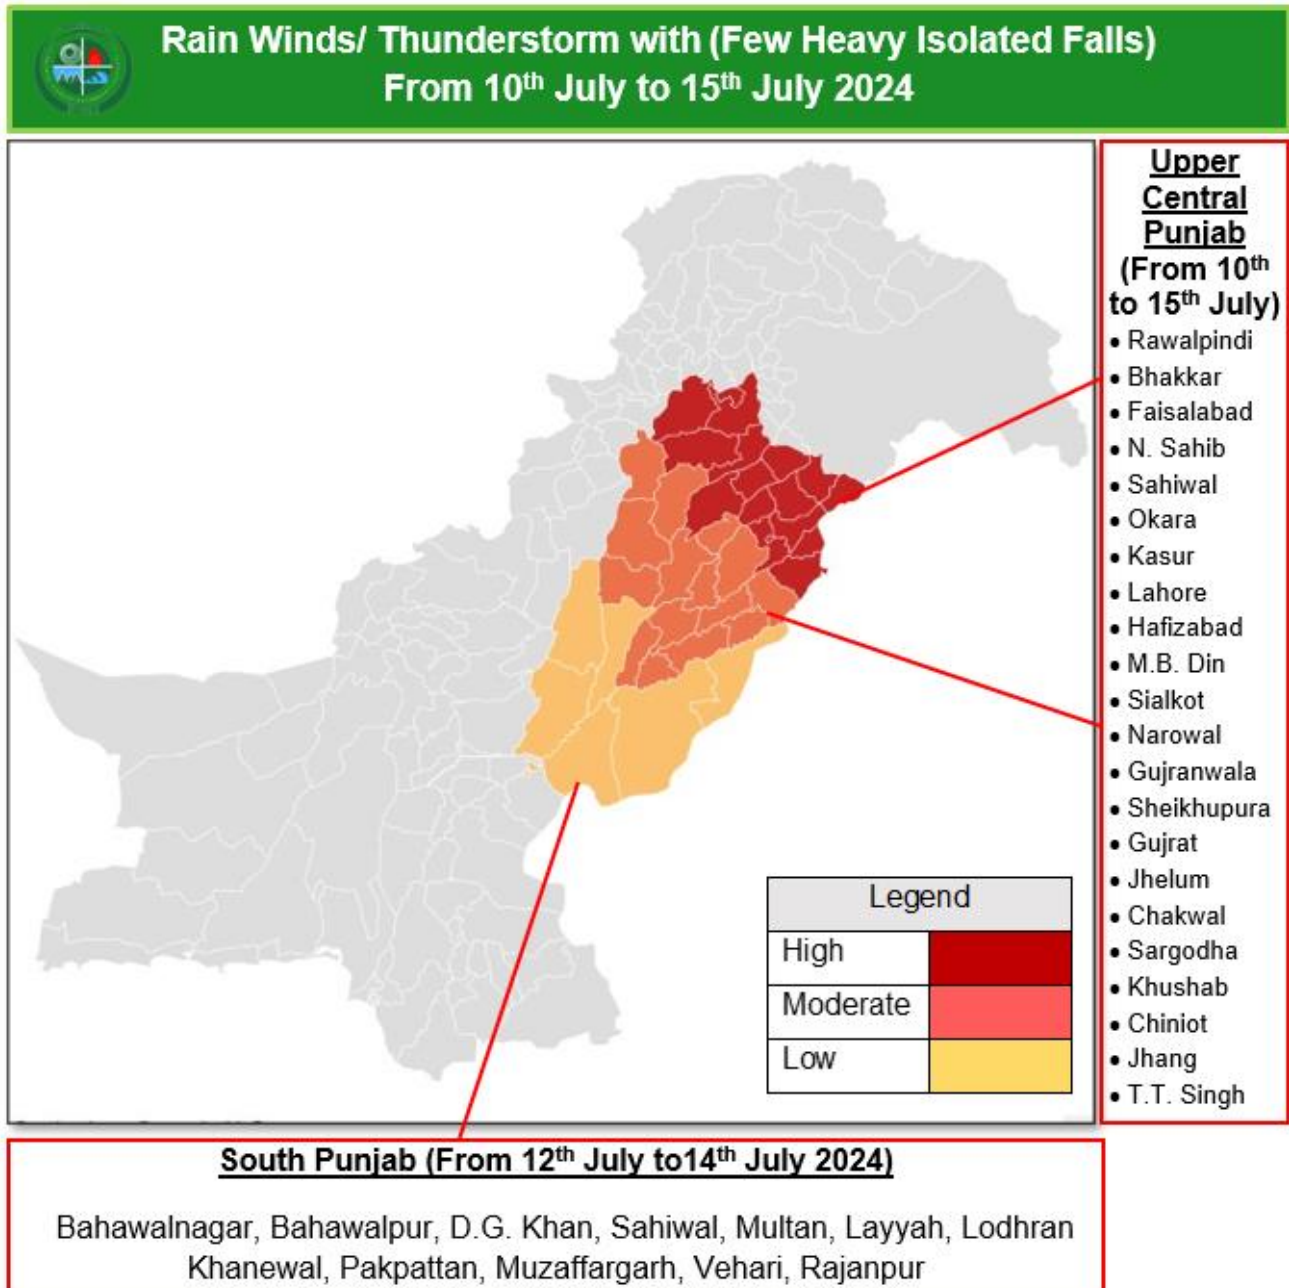 Rain Winds/ Thunderstorm with (Few Heavy Isolated Falls)
From 10th July to 15th July 2024
Upper
Central
Punjab
(From 10th
to 15th July)
• Rawalpindi
• Bhakkar
• Faisalabad
• N. Sahib
• Sahiwal
• Okara
• Kasur
• Lahore
• Hafizabad
• M.B. Din
• Sialkot
• Narowal
• Gujranwala
• Sheikhupura
• Gujrat
• Jhelum
• Chakwal
• Sargodha
• Khushab
• Chiniot
• Jhang
• T.T. Singh
Legend
High
Moderate
Low
South Punjab (From 12th July to14th July 2024)
Bahawalnagar, Bahawalpur, D.G. Khan, Sahiwal, Multan, Layyah, Lodhran
Khanewal, Pakpattan, Muzaffargarh, Vehari, Rajanpur